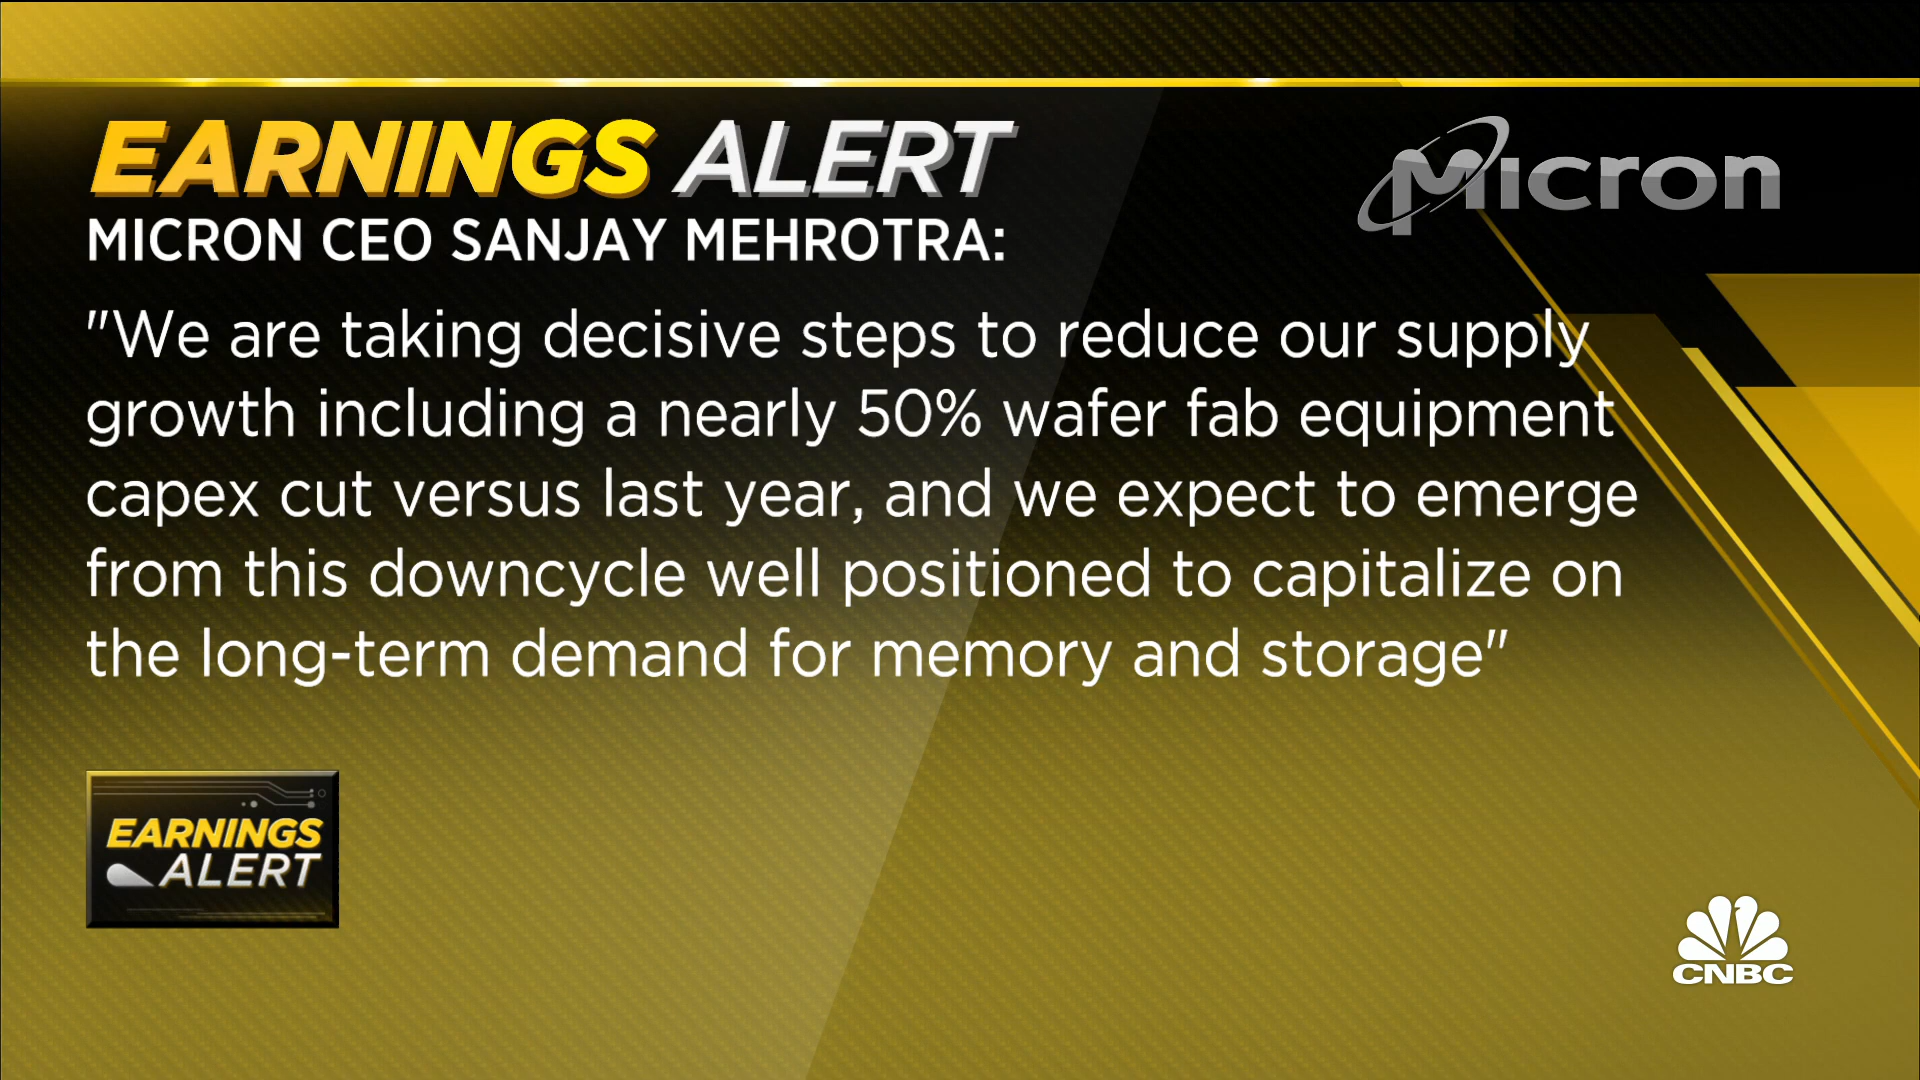 EARNINGS ALERT
Micron
MICRON CEO SANJAY MEHROTRA:
"We are taking decisive steps to reduce our supply
growth including a nearly 50% wafer fab equipment
capex cut versus last year, and we expect to emerge
from this downcycle well positioned to capitalize on
the long-term demand for memory and storage"
EARNINGS
ALERT
CNBC